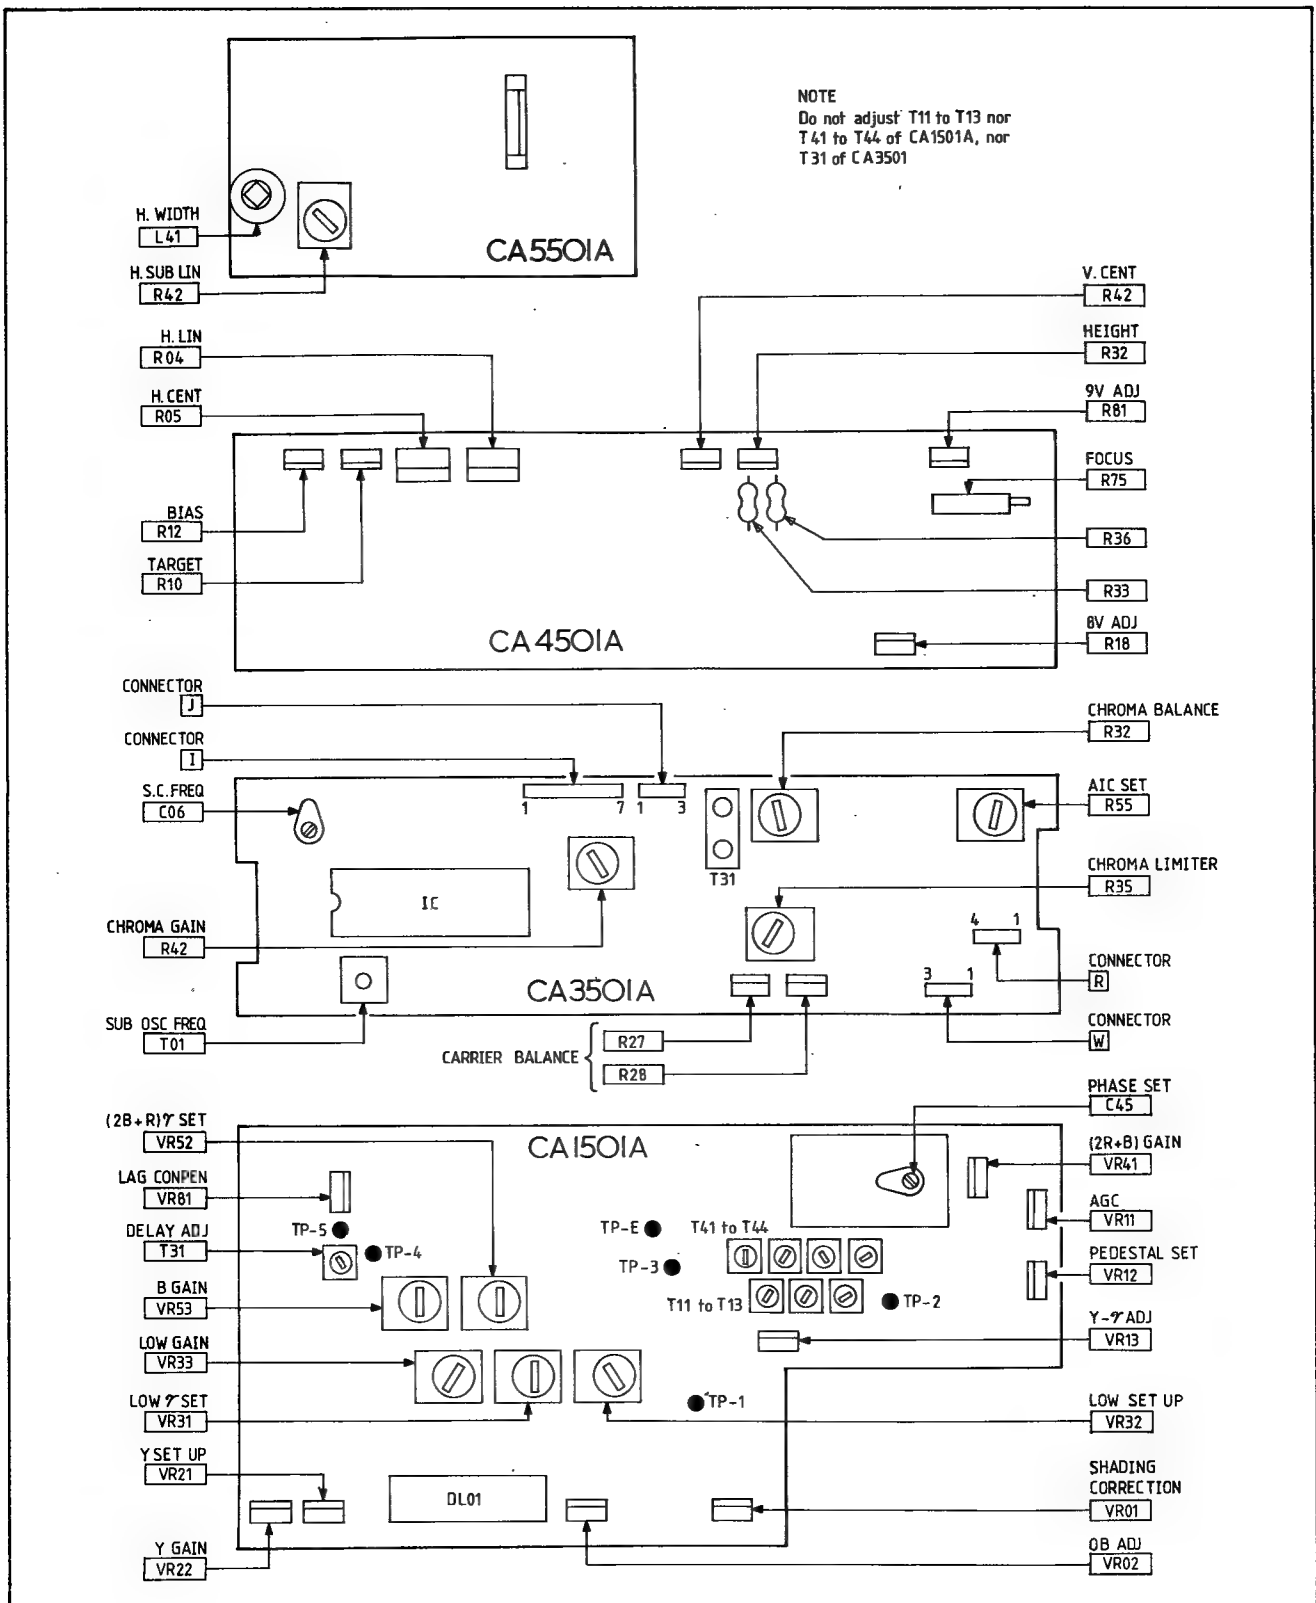 NOTE
Do not adjust T11 to T13 nor
T41 to T44 of CA1501A, nor
T31 of CA3501
H. WIDTH
L41
H. SUB LIN
R42
CA5501A
H. LIN
R04
H. CENT
R05
BIAS
R12
TARGET
R10
V. CENT
R42
HEIGHT
R32
9V ADJ
R81
FOCUS
R75
R36
R33
8V ADJ
R18
CA4501A
CONNECTOR
J
CONNECTOR
I
S.C. FREQ
C06
CHROMA GAIN
R42
SUB OSC FREQ
T01
1 7 1 3
T31
IC
CA3501A
4 1
3 1
CHROMA BALANCE
R32
AIC SET
R55
CHROMA LIMITER
R35
CONNECTOR
R
CONNECTOR
W
CARRIER BALANCE
R27
R28
(2B+R)γ SET
VR52
LAG CONPEN
VR81
DELAY ADJ
T31
B GAIN
VR53
LOW GAIN
VR33
LOW γ SET
VR31
Y SET UP
VR21
Y GAIN
VR22
CA1501A
TP-5
TP-4
TP-E
TP-3
T41 to T44
T11 to T13
TP-2
TP-1
DL01
PHASE SET
C45
(2R+B) GAIN
VR41
AGC
VR11
PEDESTAL SET
VR12
Y-γ ADJ
VR13
LOW SET UP
VR32
SHADING
CORRECTION
VR01
OB ADJ
VR02